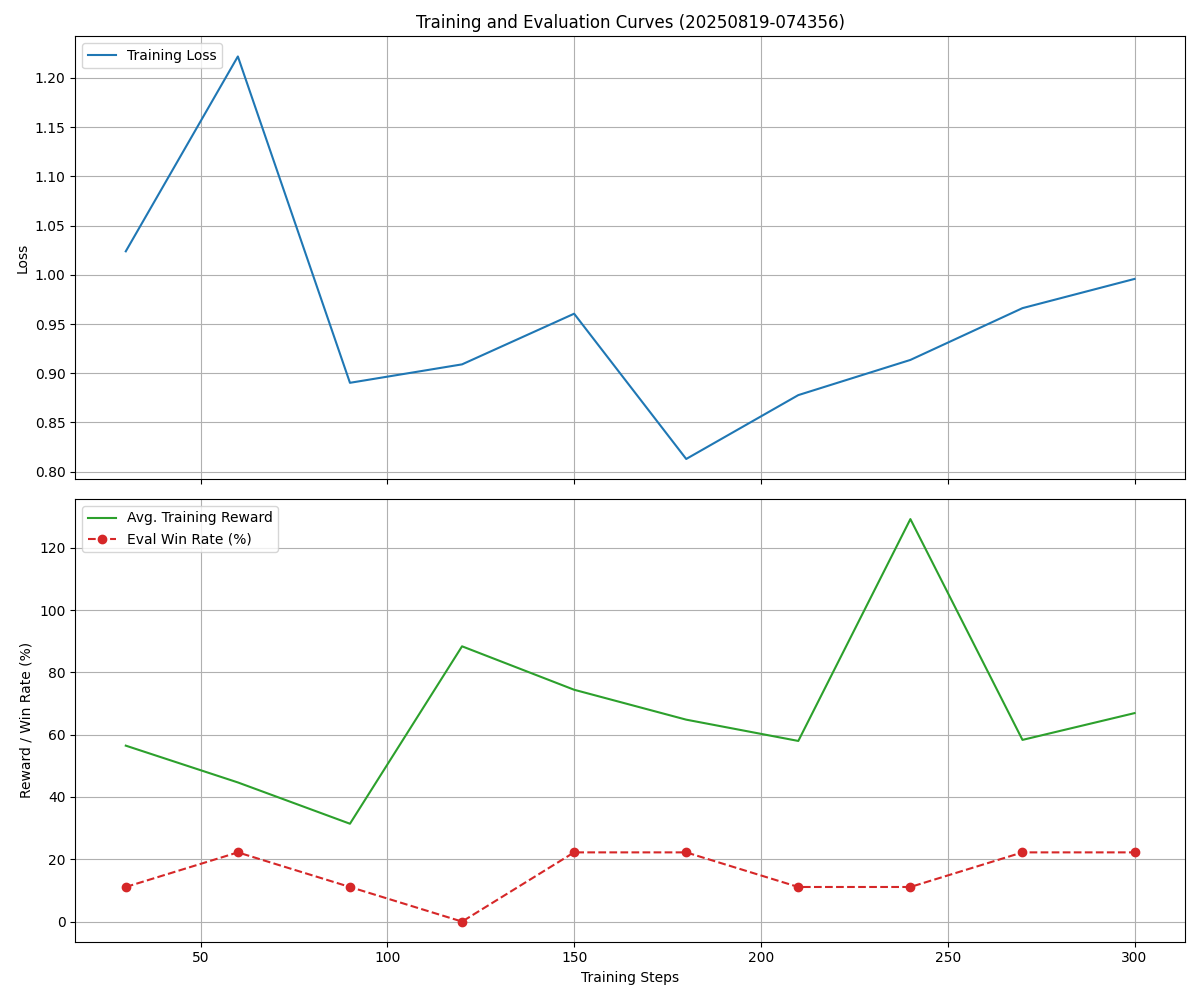 Training and Evaluation Curves (20250819-074356)
Training Loss
1.20
1.15
1.10
1.05
1.00
0.95
0.90
0.85
0.80
Loss
Avg. Training Reward
Eval Win Rate (%)
120
100
80
60
40
20
0
Reward / Win Rate (%)
50 100 150 200 250 300
Training Steps